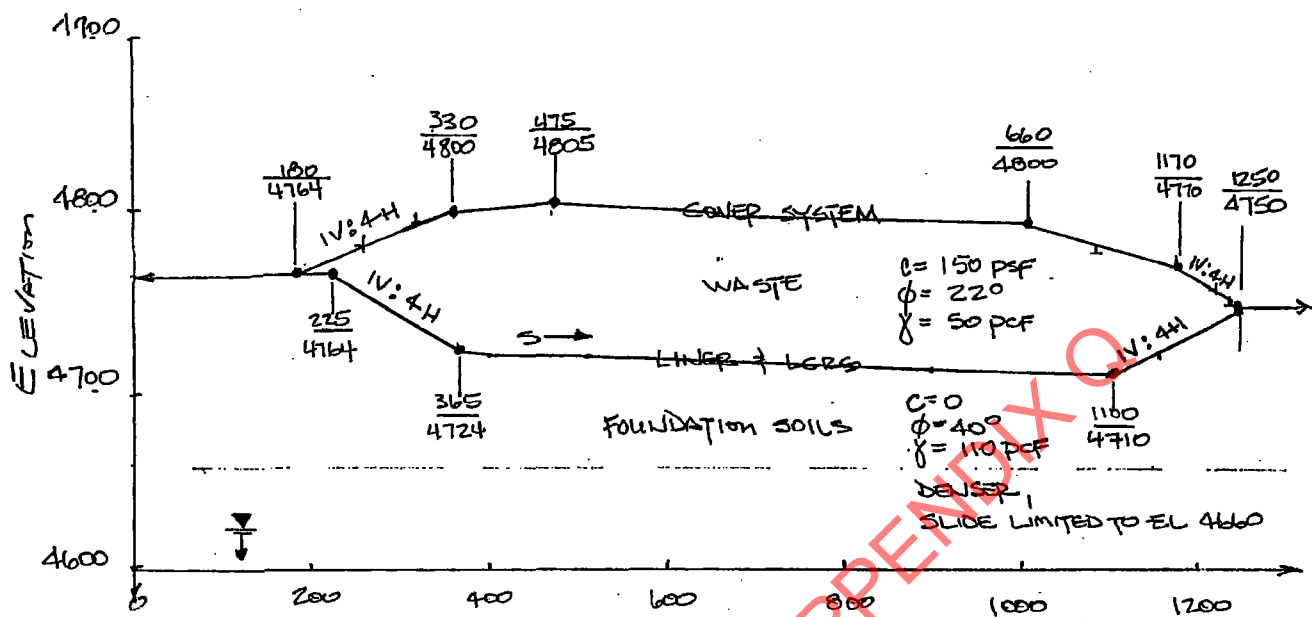 4700
330
4800
475
4805
660
4800
180
4764
1170
4770
1250
4750
4800
1V:4H
COVER SYSTEM
WASTE
C = 150 PSF
ϕ = 22°
γ = 50 PCF
1V:4H
ELEVATION
1V:4H
225
4764
S →
LINER & LCRS
1V:4H
4700
365
4724
FOUNDATION SOILS
C = 0
ϕ = 40°
γ = 110 PCF
1100
4710
DENSER,
SLIDE LIMITED TO EL 4660
4600
0 200 400 600 800 1000 1200
APPENDIX Q